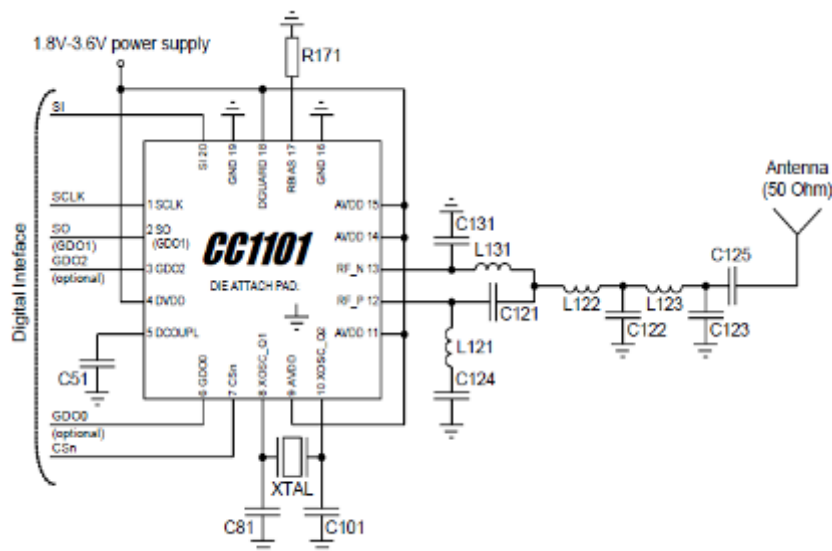 1.8V-3.6V power supply
R171
SI
SI 20
GND 19
DGUARD 18
RBIAS 17
GND 16
Antenna
(50 Ohm)
SCLK
1 SCLK
AVDD 15
C131
SO
(GDO1)
2 SO
(GDO1)
CC1101
AVDD 14
L131
C125
GDO2
(optional)
3 GDO2
DIE ATTACH PAD.
RF_N 13
L122
L123
4 DVDD
RF_P 12
C121
C122
C123
5 DCOUPL
AVDD 11
L121
C51
6 GDO0
7 CSn
8 XOSC_Q1
9 AVDD
10 XOSC_Q2
C124
GDO0
(optional)
CSn
XTAL
C81
C101
Digital Inteface